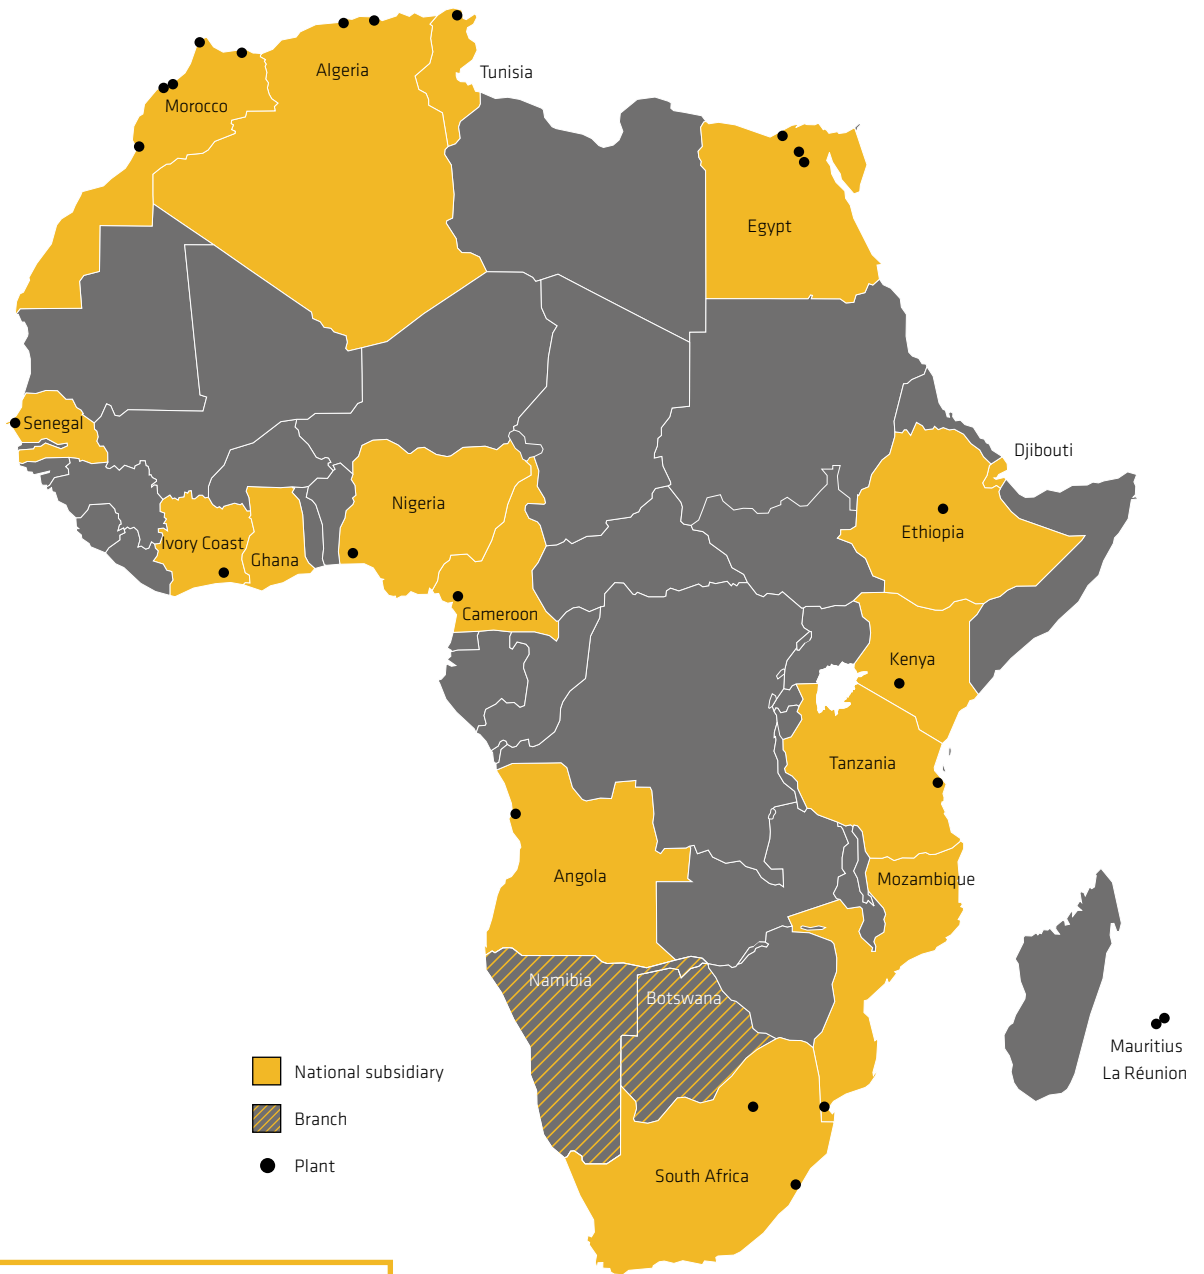 Algeria
Tunisia
Morocco
Egypt
Senegal
Djibouti
Nigeria
Ethiopia
Ivory Coast
Ghana
Cameroon
Kenya
Tanzania
Angola
Mozambique
Namibia
Botswana
Mauritius
La Réunion
National subsidiary
Branch
Plant
South Africa